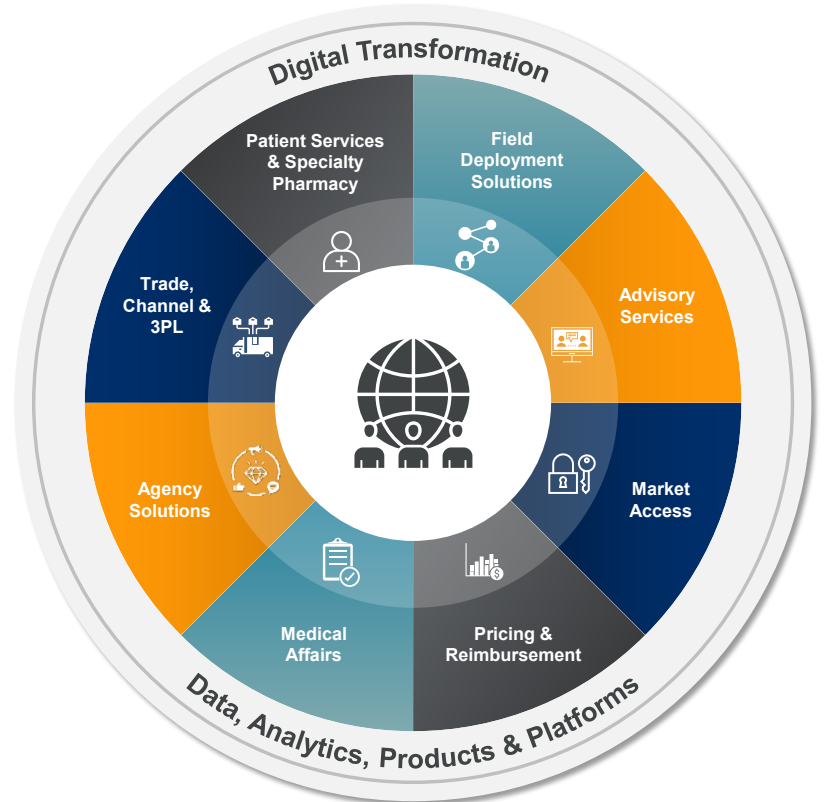 Digital Transformation
Patient Services
& Specialty
Pharmacy
Field
Deployment
Solutions
Trade,
Channel &
3PL
Advisory
Services
Agency
Solutions
Market
Access
Medical
Affairs
Pricing &
Reimbursement
Data, Analytics, Products & Platforms